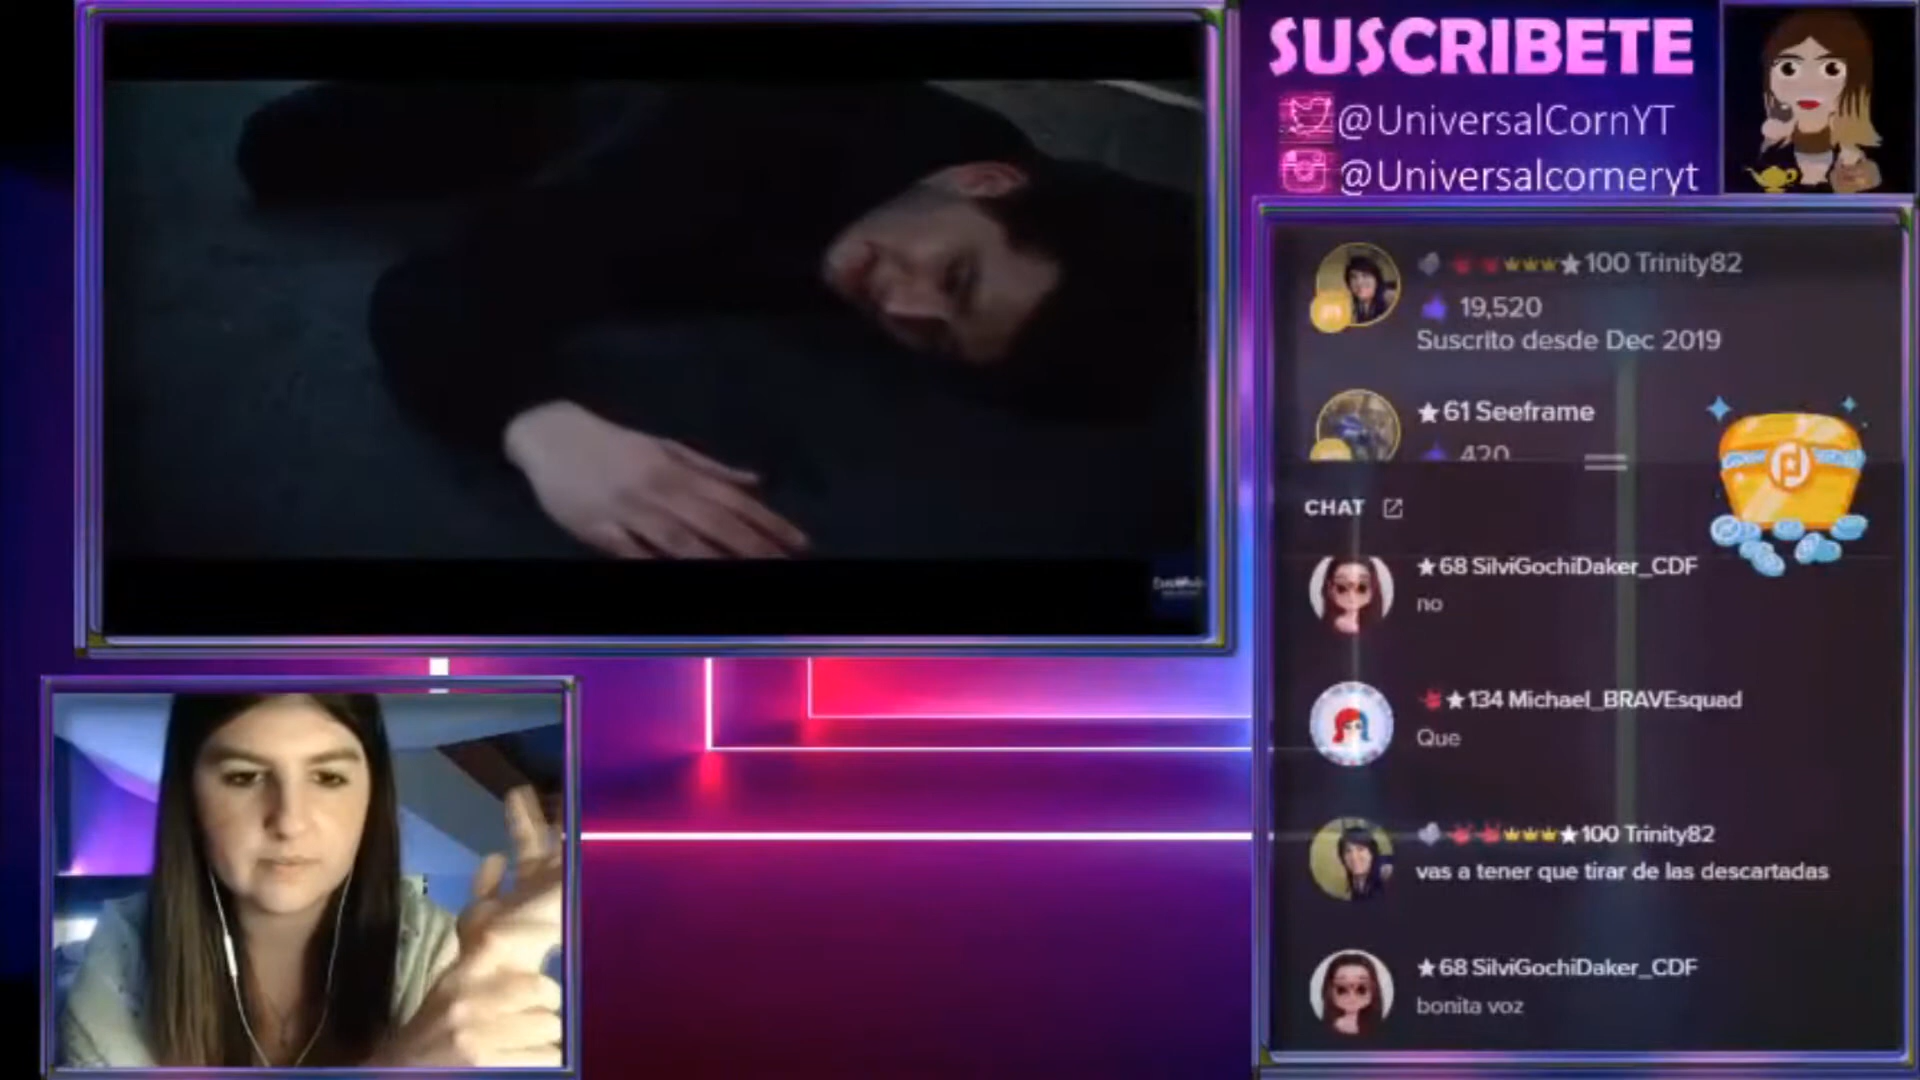 SUSCRIBETE
@UniversalCornYT
@Universalcorneryt
100 Trinity82
19,520
Suscrito desde Dec 2019
61 Seeframe
420
CHAT
68 SilviGochiDaker_CDF
no
134 Michael_BRAVEsquad
Que
100 Trinity82
vas a tener que tirar de las descartadas
68 SilviGochiDaker_CDF
bonita voz